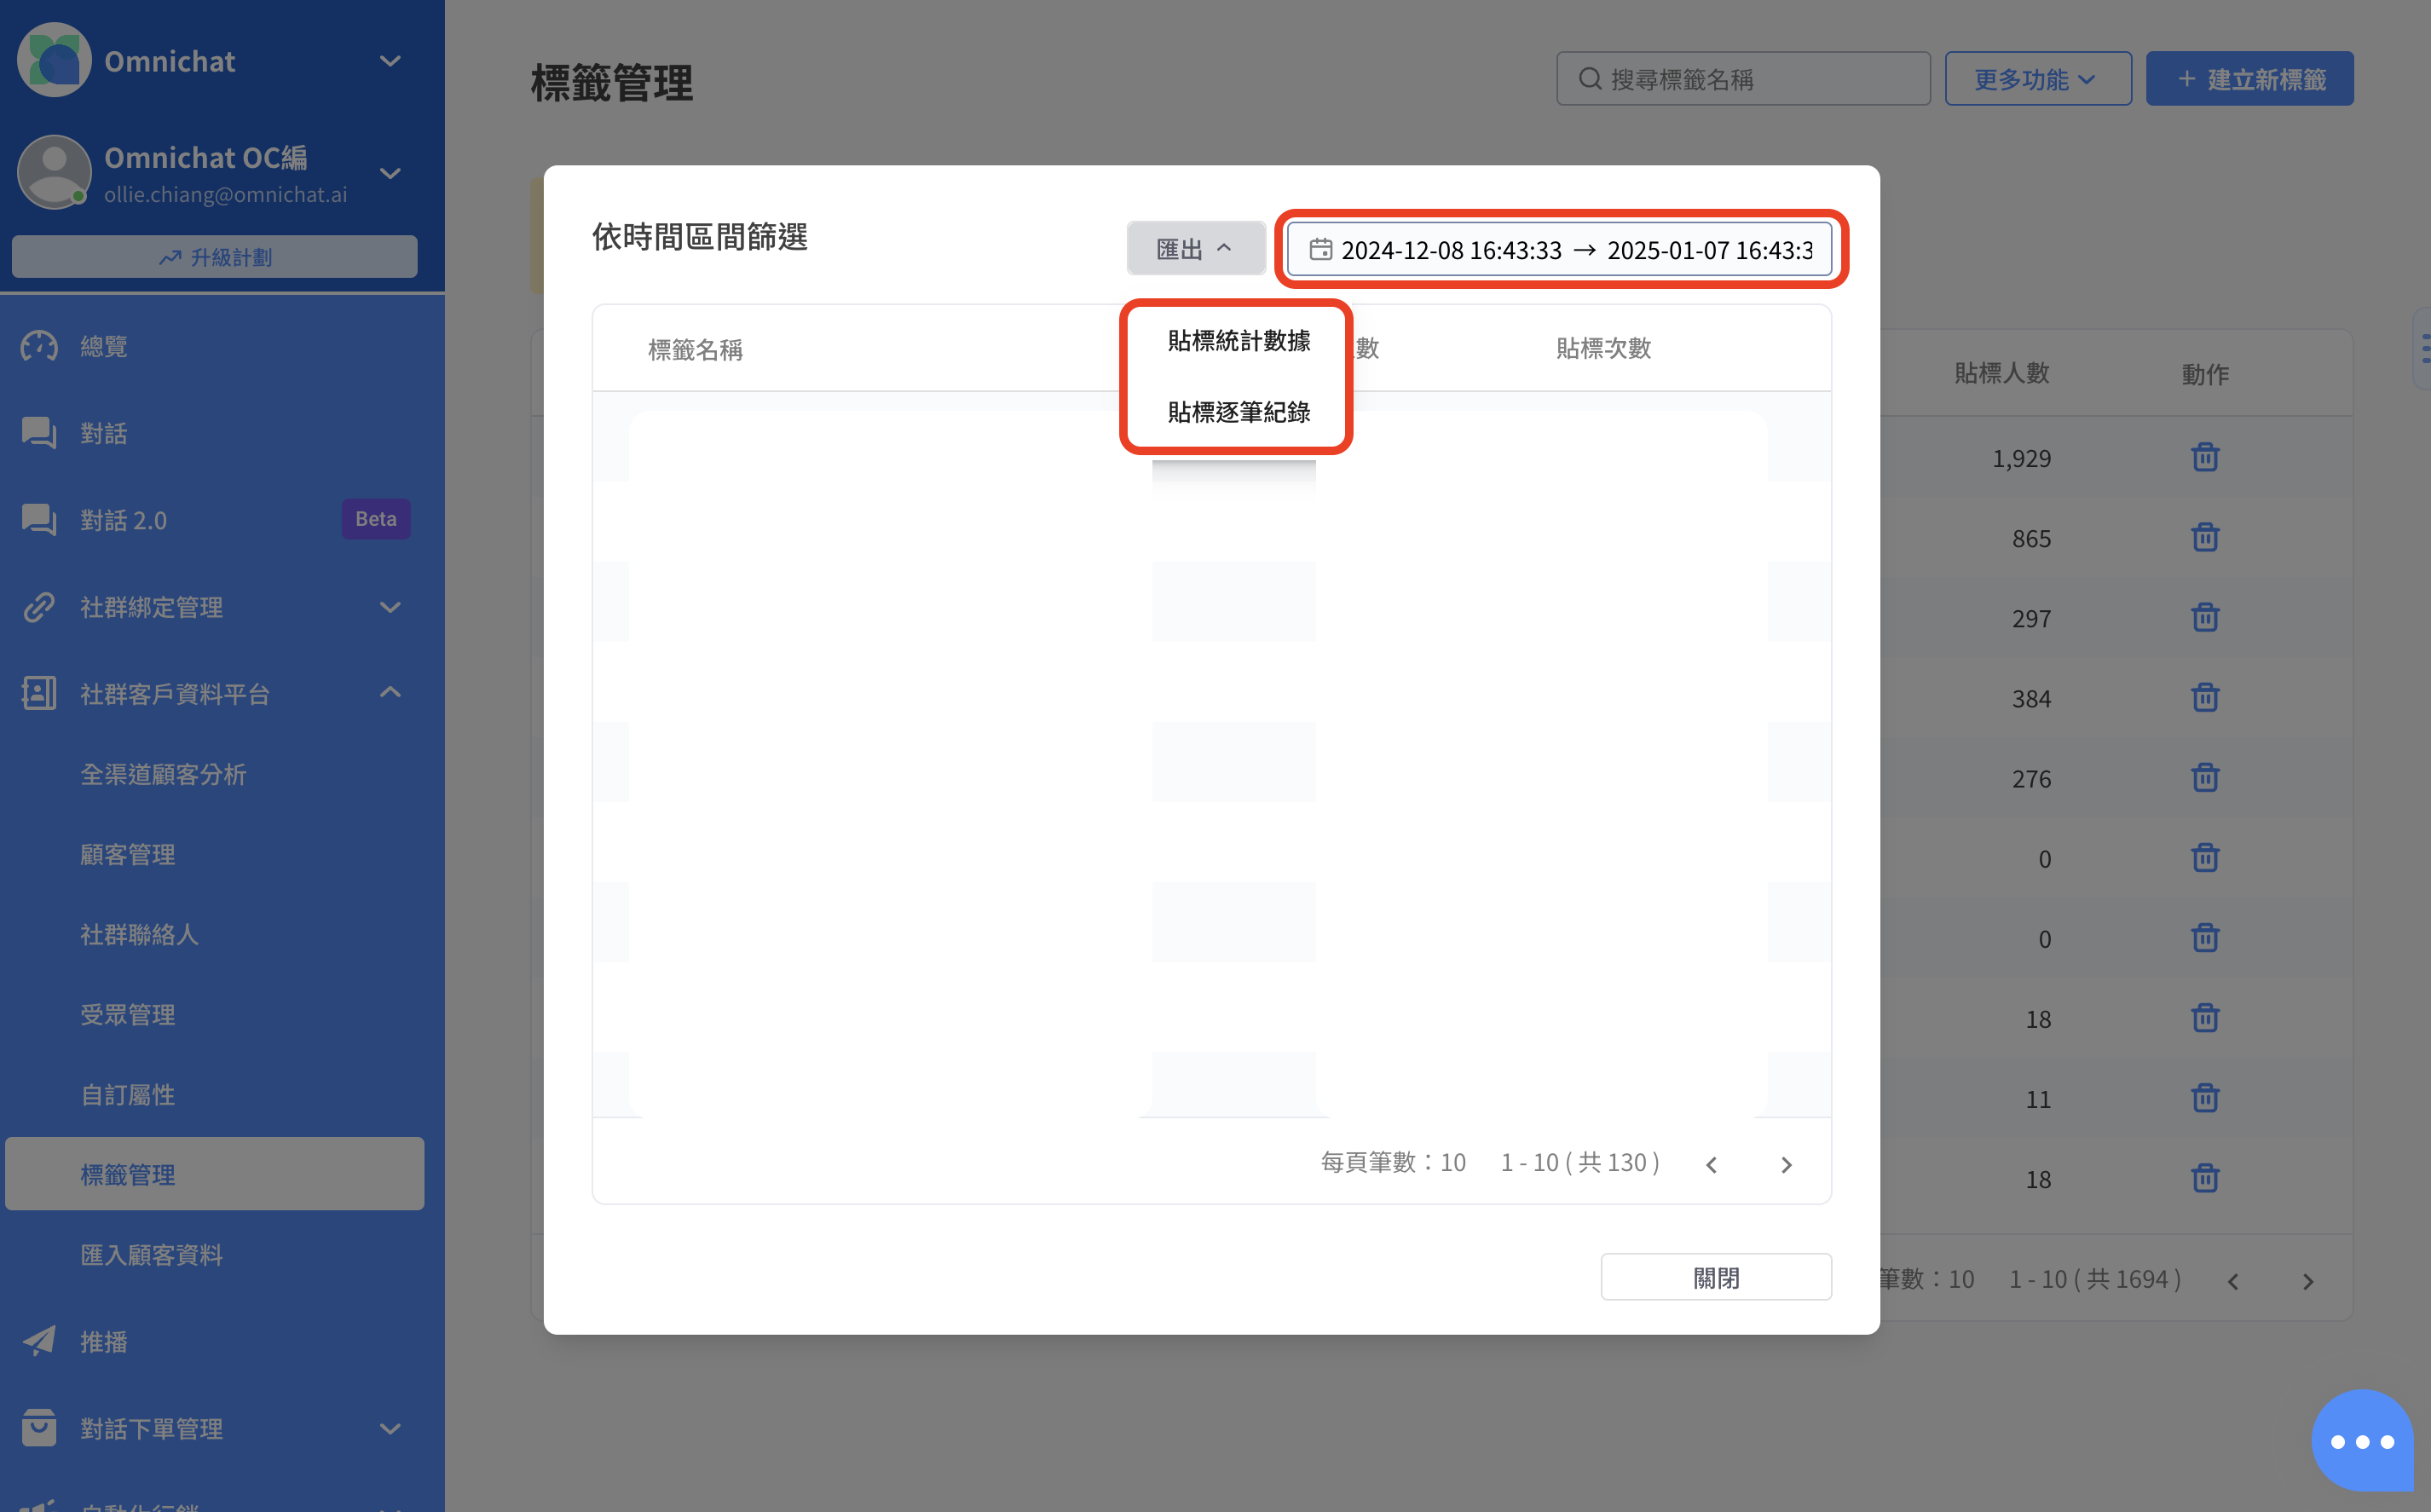 Omnichat
Omnichat OC編
ollie.chiang@omnichat.ai
升級計劃
總覽
對話
對話 2.0
Beta
社群綁定管理
社群客戶資料平台
全渠道顧客分析
顧客管理
社群聯絡人
受眾管理
自訂屬性
標籤管理
匯入顧客資料
推播
對話下單管理
標籤管理
搜尋標籤名稱
更多功能
+ 建立新標籤
依時間區間篩選
匯出
2024-12-08 16:43:33 → 2025-01-07 16:43:3
標籤名稱
數
貼標次數
貼標統計數據
貼標逐筆紀錄
每頁筆數：10
1 - 10 ( 共 130 )
關閉
貼標人數
動作
1,929
865
297
384
276
0
0
18
11
18
筆數：10
1 - 10 ( 共 1694 )